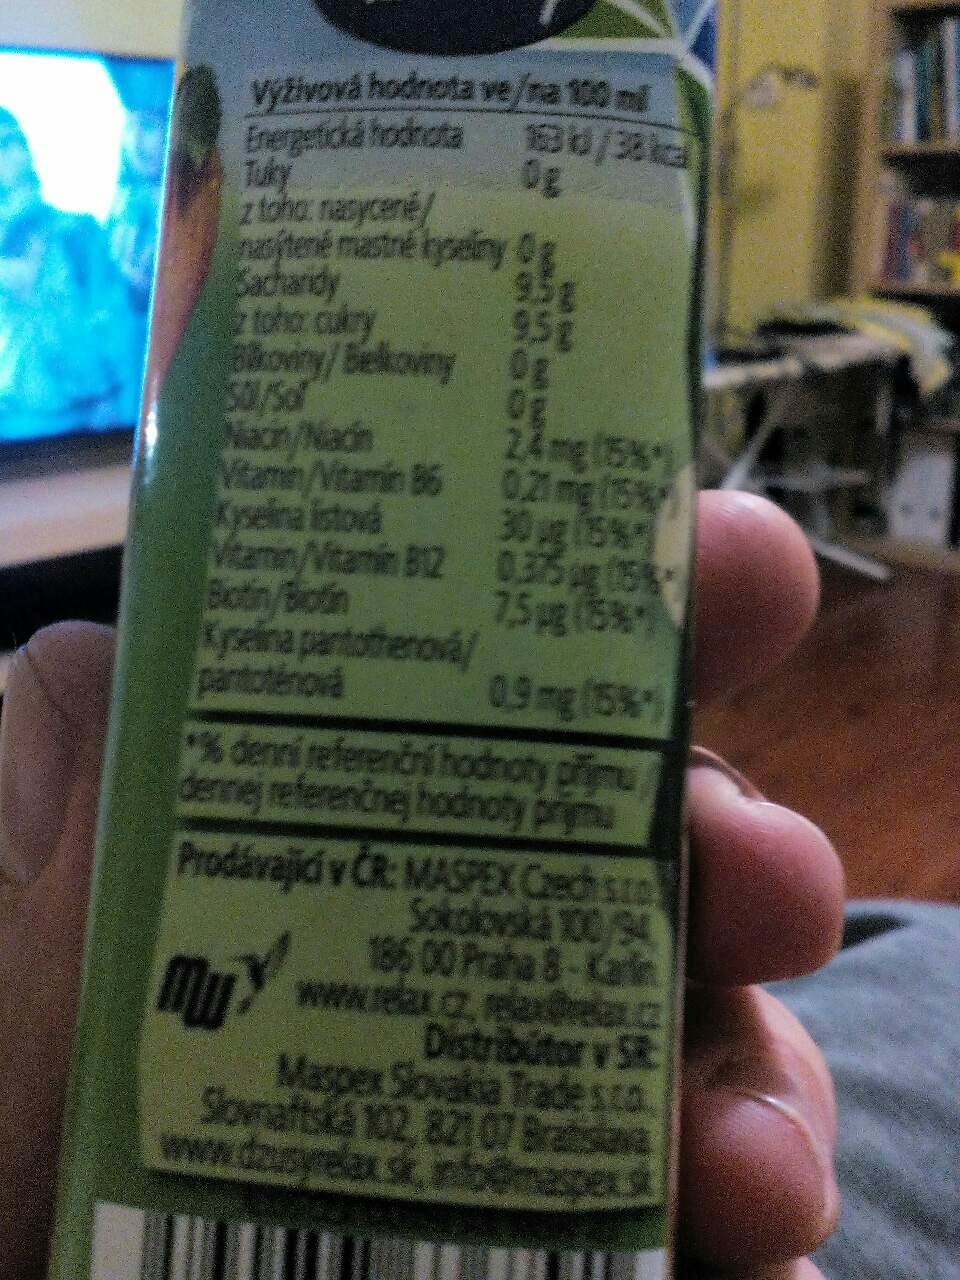 Výživová hodnota ve/na 100 ml
Energetická hodnota 163 kJ / 38 kcal
Tuky 0 g
z toho: nasycené/
nasýtené mastné kyseliny 0 g
Sacharidy 9,5 g
z toho: cukry 9,5 g
Bílkoviny/ Bielkoviny 0 g
Sůl/Soľ 0 g
Niacin/Niacín 2,4 mg (15%*)
Vitamin/Vitamín B6 0,21 mg (15%*)
Kyselina listová 30 µg (15%*)
Vitamin/Vitamín B12 0,375 µg (15%*
Biotin/Biotín 7,5 µg (15%*)
Kyselina pantothenová/
pantoténová 0,9 mg (15%*)
*% denní referenční hodnoty příjmu/
dennej referenčnej hodnoty príjmu
Prodávající v ČR: MASPEX Czech s.r.o.
Sokolovská 100/94,
186 00 Praha 8 - Karlín
www.relax.cz, relax@relax.cz
MW
Distribútor v SR:
Maspex Slovakia Trade s.r.o.,
Slovnaftská 102, 821 07 Bratislava
www.dzusyrelax.sk, info@maspex.sk